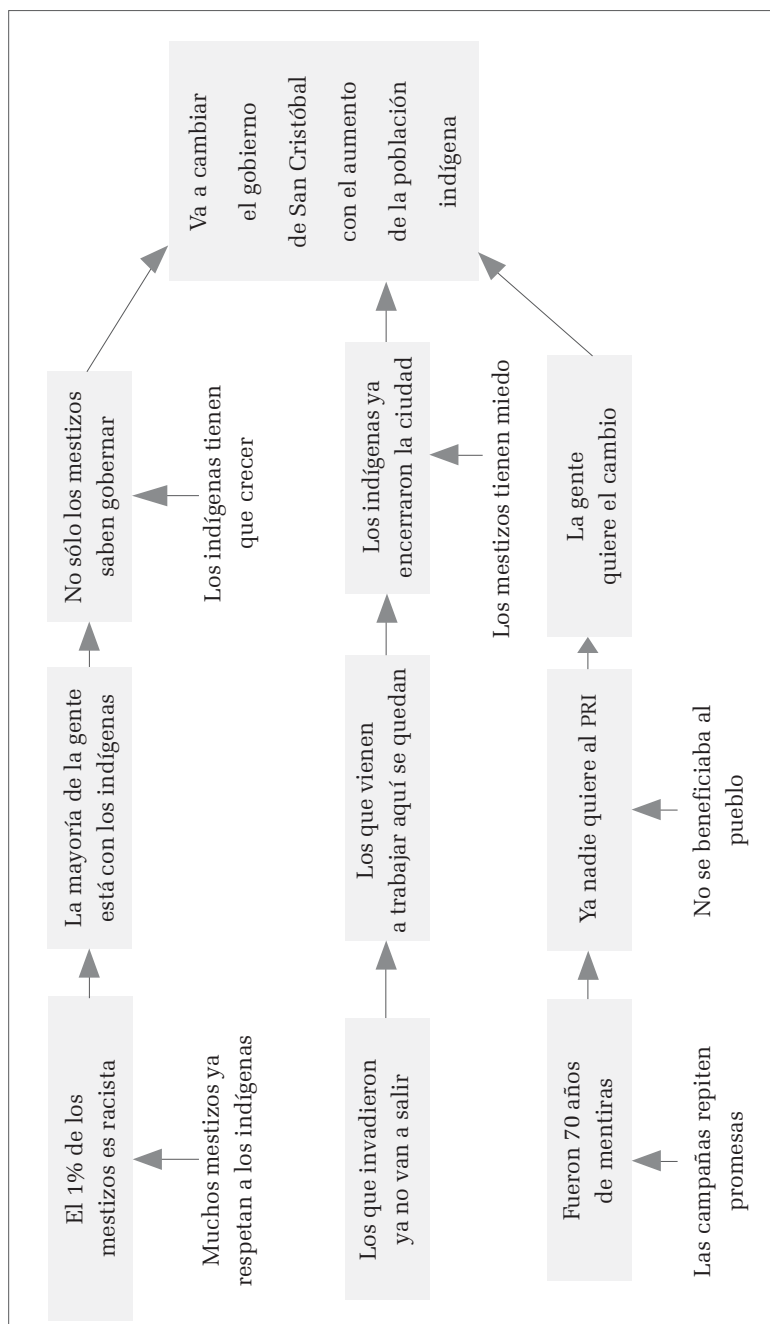 El 1% de los
mestizos es racista
Muchos mestizos ya
respetan a los indígenas
La mayoría de la gente
está con los indígenas
No sólo los mestizos
saben gobernar
Los indígenas tienen
que crecer
Los que invadieron
ya no van a salir
Los que vienen
a trabajar aquí se quedan
Los indígenas ya
encerraron la ciudad
Los mestizos tienen miedo
Fueron 70 años
de mentiras
Las campañas repiten
promesas
Ya nadie quiere al PRI
No se beneficiaba al
pueblo
La gente
quiere el cambio
Va a cambiar
el gobierno
de San Cristóbal
con el aumento
de la población
indígena